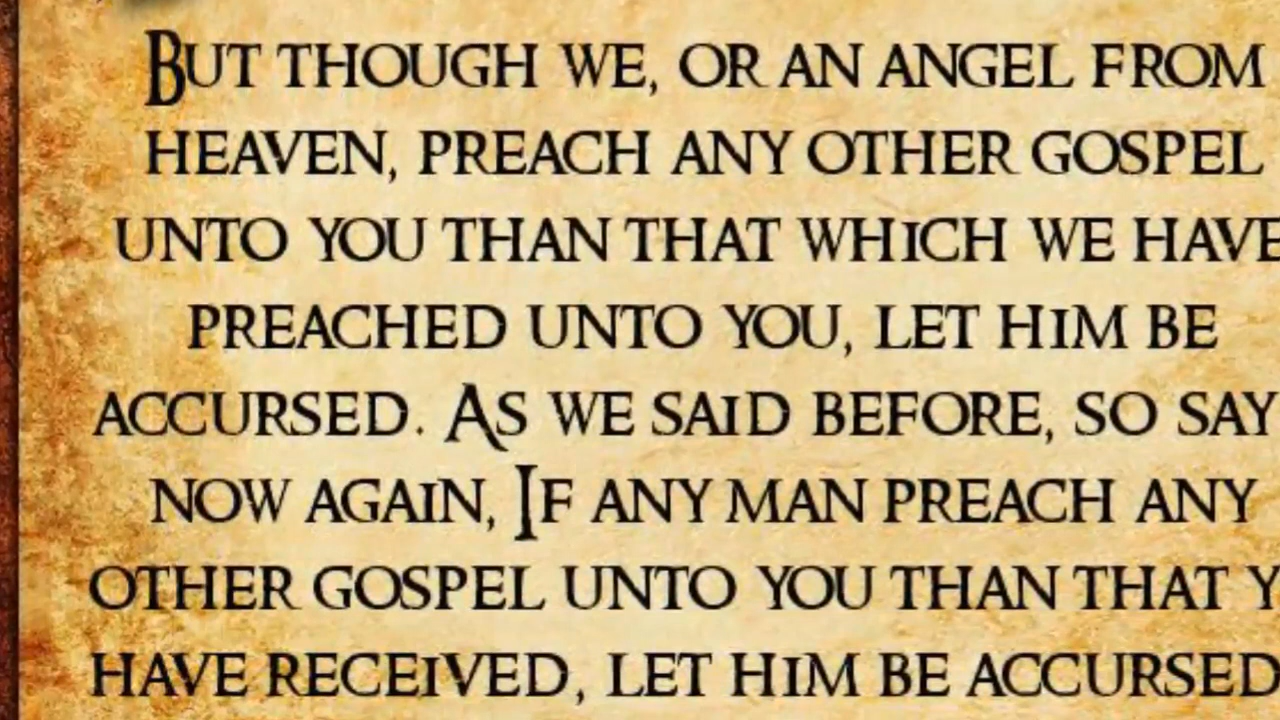 But though we, or an angel from
heaven, preach any other gospel
unto you than that which we have
preached unto you, let him be
accursed. As we said before, so say
now again, If any man preach any
other gospel unto you than that y
have received, let him be accursed